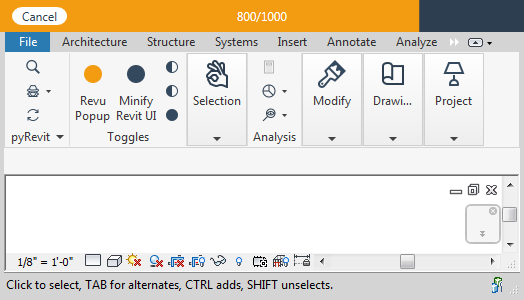 Cancel 800/1000
File Architecture Structure Systems Insert Annotate Analyze
Revu Popup
Minify Revit UI
Selection
Modify
Drawi...
Project
pyRevit Toggles Analysis
1/8" = 1'-0"
Click to select, TAB for alternates, CTRL adds, SHIFT unselects.